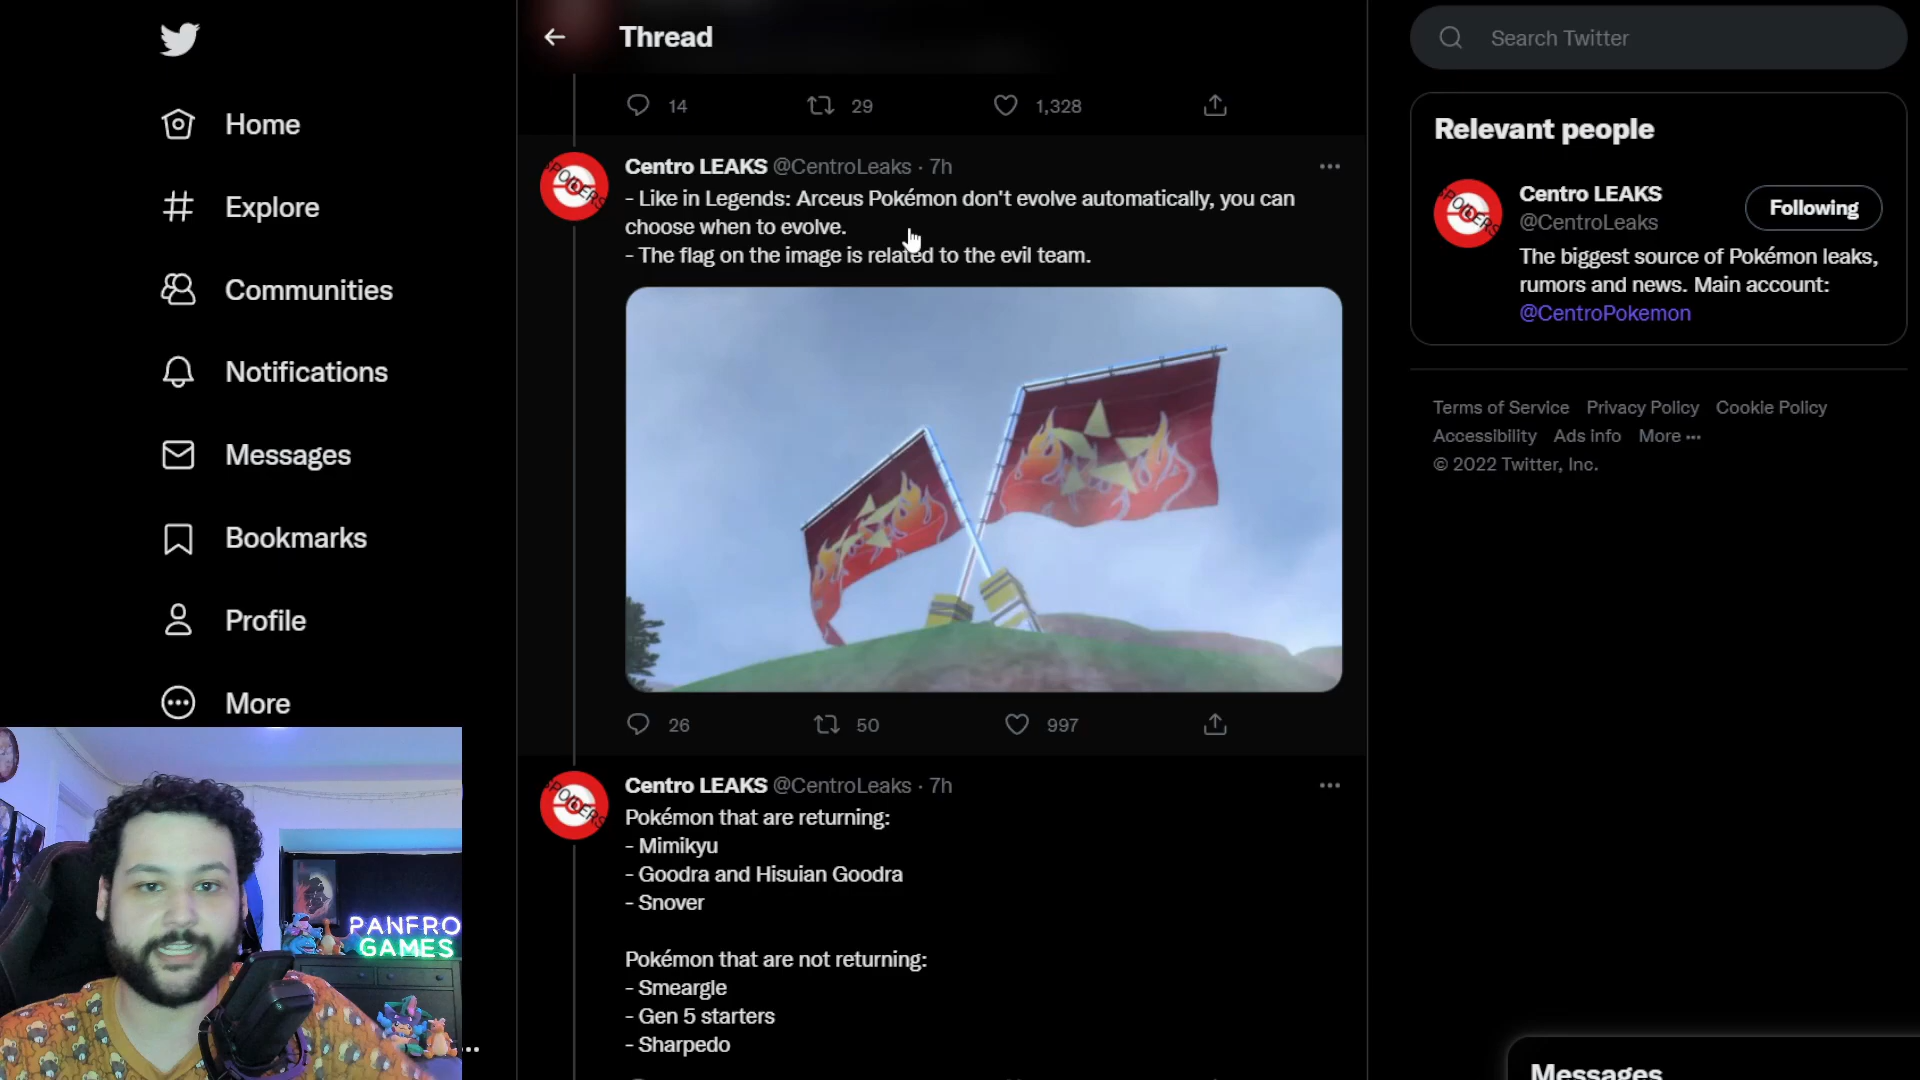 Thread
Search Twitter
Home
Explore
Communities
Notifications
Messages
Bookmarks
Profile
More
14 29 1,328
Centro LEAKS @CentroLeaks · 7h
- Like in Legends: Arceus Pokémon don't evolve automatically, you can
choose when to evolve.
- The flag on the image is related to the evil team.
26 50 997
Centro LEAKS @CentroLeaks · 7h
Pokémon that are returning:
- Mimikyu
- Goodra and Hisuian Goodra
- Snover
Pokémon that are not returning:
- Smeargle
- Gen 5 starters
- Sharpedo
Relevant people
Centro LEAKS
@CentroLeaks
Following
The biggest source of Pokémon leaks,
rumors and news. Main account:
@CentroPokemon
Terms of Service Privacy Policy Cookie Policy
Accessibility Ads info More ···
© 2022 Twitter, Inc.
Messages
PANFRO
GAMES
SPOILERS
SPOILERS
SPOILERS